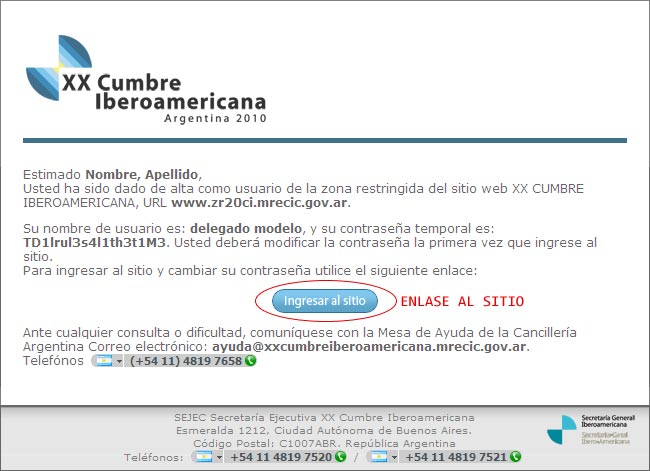 XX Cumbre
Iberoamericana
Argentina 2010
Estimado Nombre, Apellido,
Usted ha sido dado de alta como usuario de la zona restringida del sitio web XX CUMBRE
IBEROAMERICANA, URL www.zr20ci.mrecic.gov.ar.
Su nombre de usuario es: delegado modelo, y su contraseña temporal es:
TD1lrul3s4l1th3t1M3. Usted deberá modificar la contraseña la primera vez que ingrese al
sitio.
Para ingresar al sitio y cambiar su contraseña utilice el siguiente enlace:
Ingresar al sitio
ENLASE AL SITIO
Ante cualquier consulta o dificultad, comuníquese con la Mesa de Ayuda de la Cancillería
Argentina Correo electrónico: ayuda@xxcumbreiberoamericana.mrecic.gov.ar.
Telefónos (+54 11) 4819 7658
SEJEC Secretaría Ejecutiva XX Cumbre Iberoamericana
Esmeralda 1212, Ciudad Autónoma de Buenos Aires.
Código Postal: C1007ABR. República Argentina
Teléfonos: +54 11 4819 7520 / +54 11 4819 7521
Secretaría General
Iberoamericana
Secretaria-Geral
Ibero-Americana